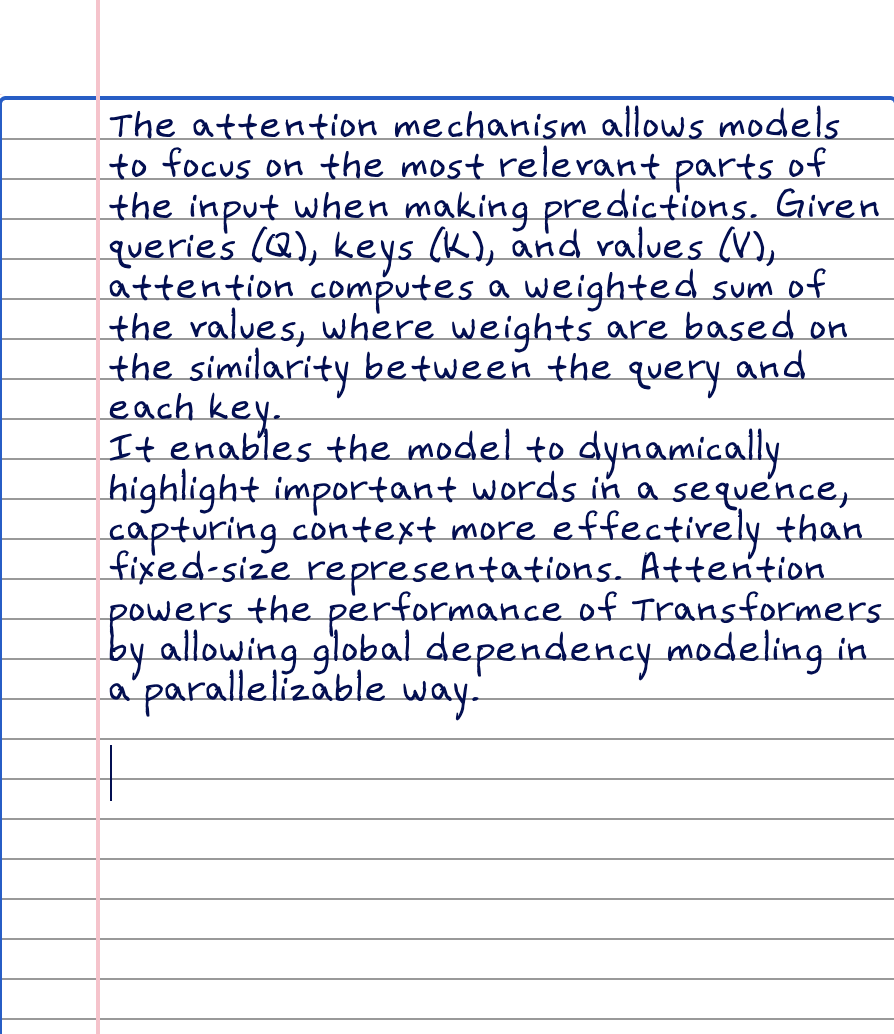 The attention mechanism allows models
to focus on the most relevant parts of
the input when making predictions. Given
queries (Q), keys (K), and values (V),
attention computes a weighted sum of
the values, where weights are based on
the similarity between the query and
each key.
It enables the model to dynamically
highlight important words in a sequence,
capturing context more effectively than
fixed-size representations. Attention
powers the performance of Transformers
by allowing global dependency modeling in
a parallelizable way.